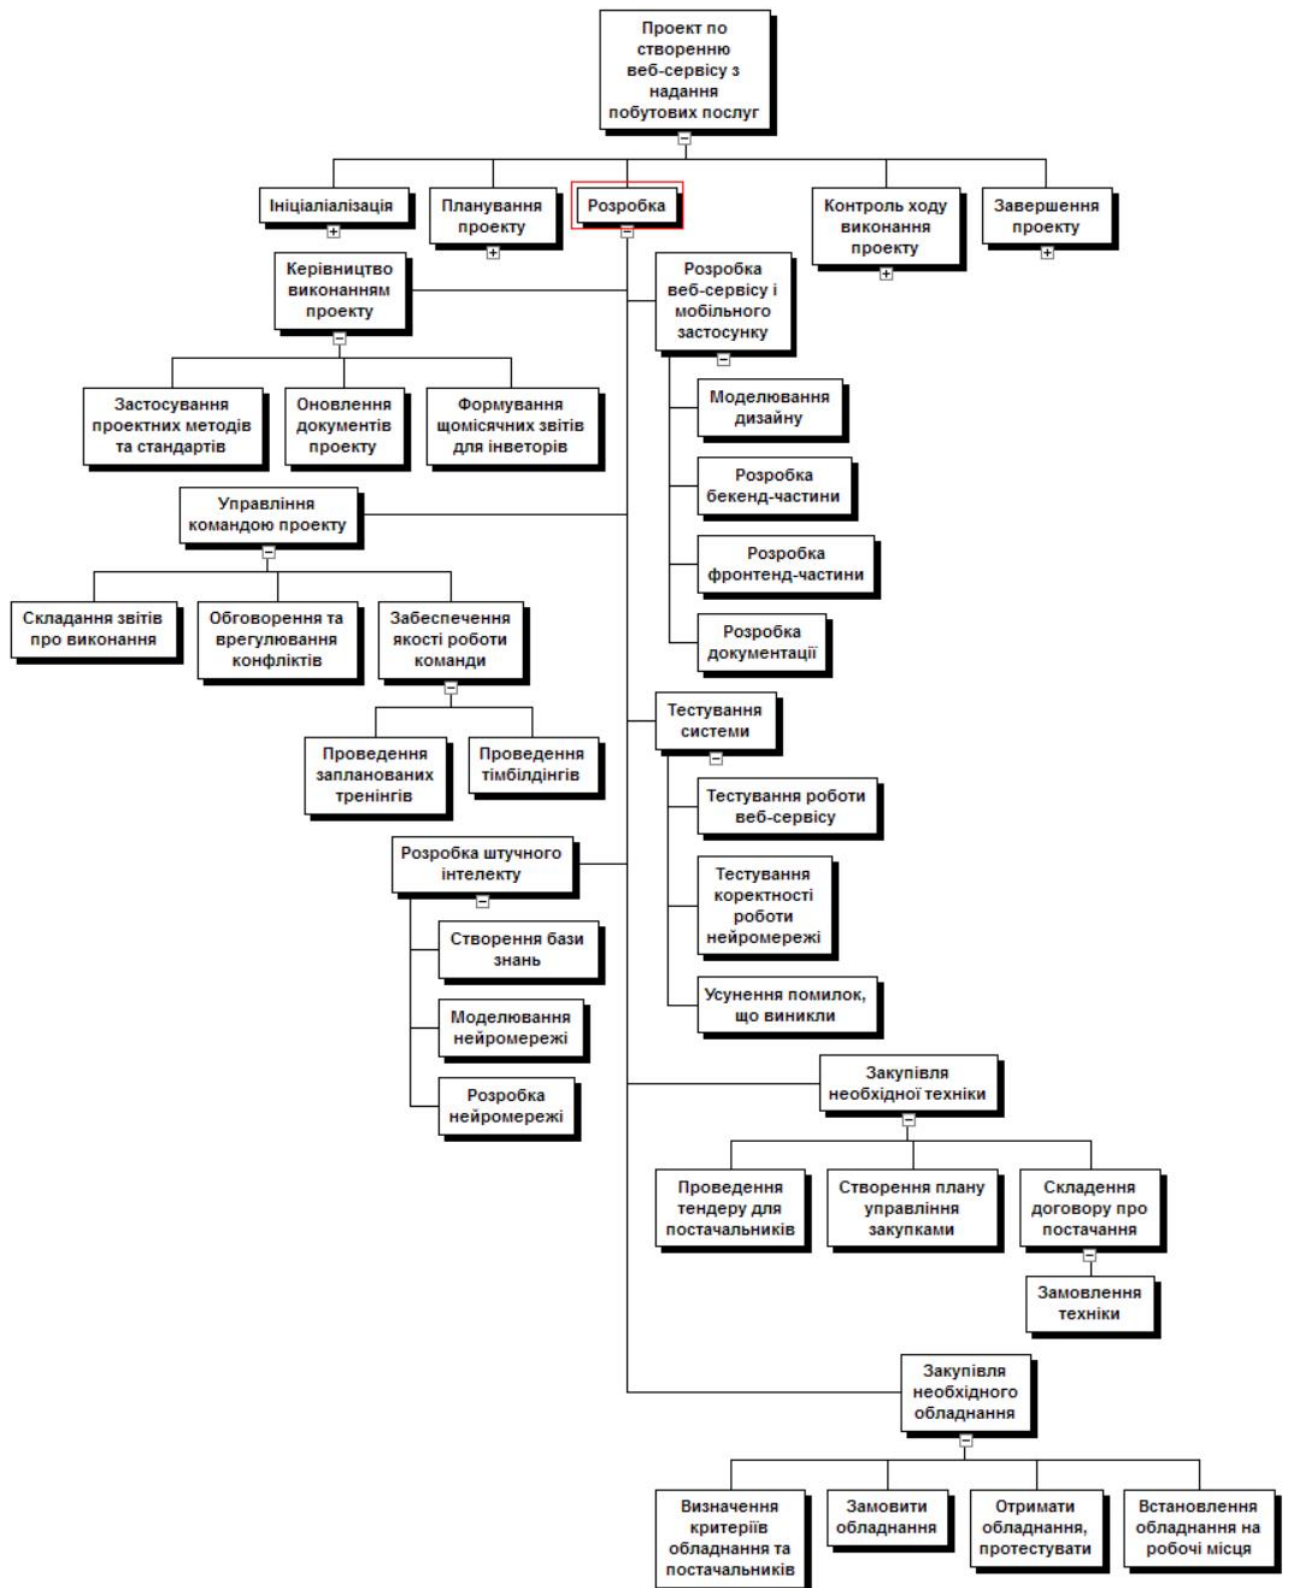 Проект по
створенню
веб-сервісу з
надання
побутових послуг
Ініціаліалізація
Планування
проекту
Розробка
Контроль ходу
виконання
проекту
Завершення
проекту
Керівництво
виконанням
проекту
Розробка
веб-сервісу і
мобільного
застосунку
Застосування
проектних методів
та стандартів
Оновлення
документів
проекту
Формування
щомісячних звітів
для інветорів
Моделювання
дизайну
Розробка
бекенд-частини
Управління
командою проекту
Розробка
фронтенд-частини
Складання звітів
про виконання
Обговорення та
врегулювання
конфліктів
Забеспечення
якості роботи
команди
Розробка
документації
Тестування
системи
Проведення
запланованих
тренінгів
Проведення
тімбілдінгів
Тестування роботи
веб-сервісу
Розробка штучного
інтелекту
Тестування
коректності
роботи
нейромережі
Створення бази
знань
Усунення помилок,
що виникли
Моделювання
нейромережі
Розробка
нейромережі
Закупівля
необхідної техніки
Проведення
тендеру для
постачальників
Створення плану
управління
закупками
Складення
договору про
постачання
Замовлення
техніки
Закупівля
необхідного
обладнання
Визначення
критеріїв
обладнання та
постачальників
Замовити
обладнання
Отримати
обладнання,
протестувати
Встановлення
обладнання на
робочі місця